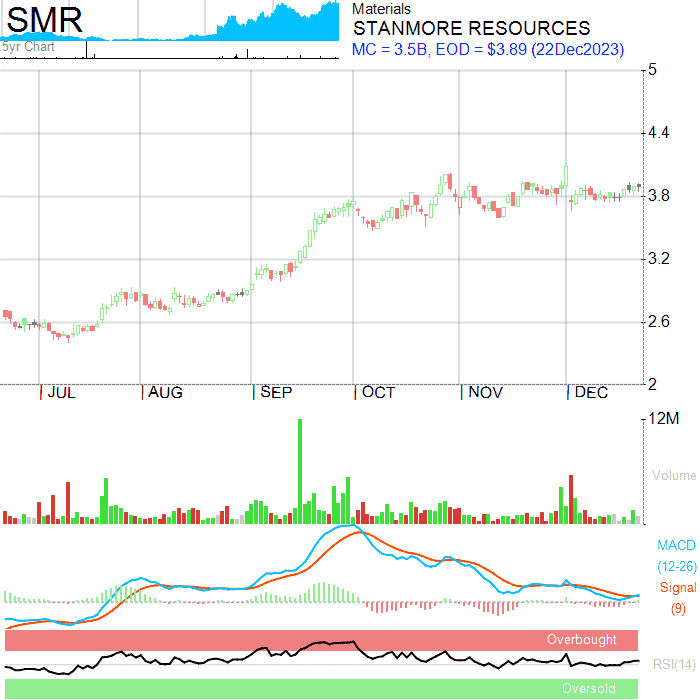 SMR
5yr Chart
Materials
STANMORE RESOURCES
MC = 3.5B, EOD = $3.89 (22Dec2023)
5
4.4
3.8
3.2
2.6
2
JUL AUG SEP OCT NOV DEC
12M
Volume
MACD
(12-26)
Signal
(9)
Overbought
RSI(14)
Oversold